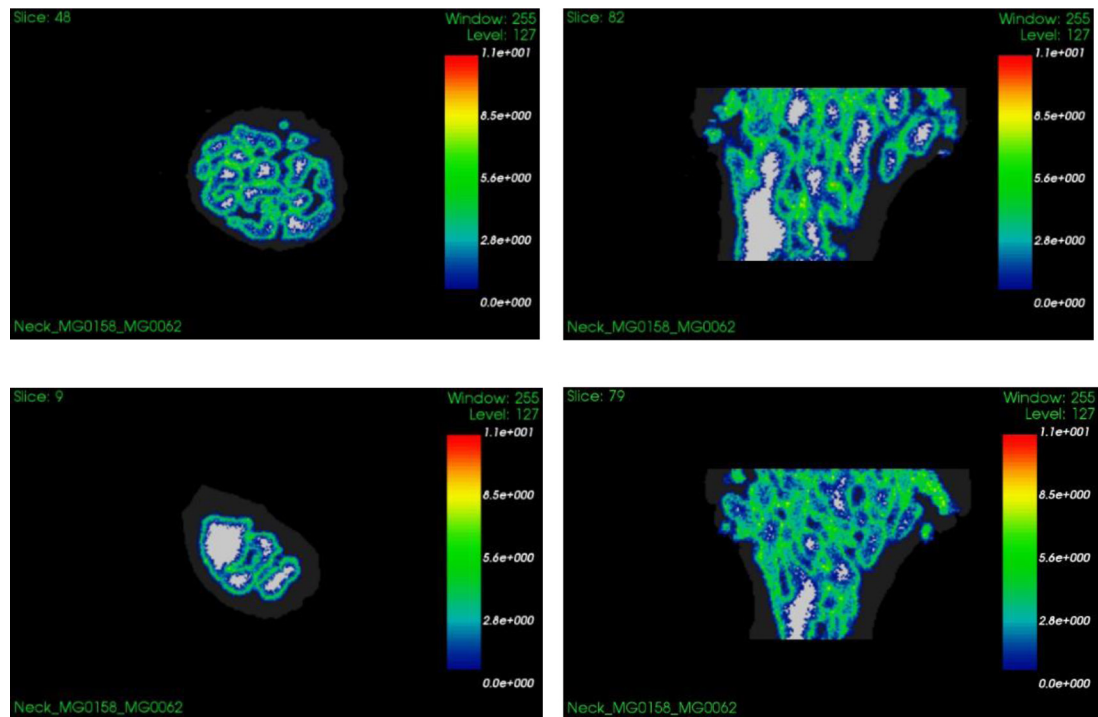 Slice: 48
Window: 255
Level: 127
1.1e+001
8.5e+000
5.6e+000
2.8e+000
0.0e+000
Neck_MG0158_MG0062
Slice: 82
Window: 255
Level: 127
1.1e+001
8.5e+000
5.6e+000
2.8e+000
0.0e+000
Neck_MG0158_MG0062
Slice: 9
Window: 255
Level: 127
1.1e+001
8.5e+000
5.6e+000
2.8e+000
0.0e+000
Neck_MG0158_MG0062
Slice: 79
Window: 255
Level: 127
1.1e+001
8.5e+000
5.6e+000
2.8e+000
0.0e+000
Neck_MG0158_MG0062